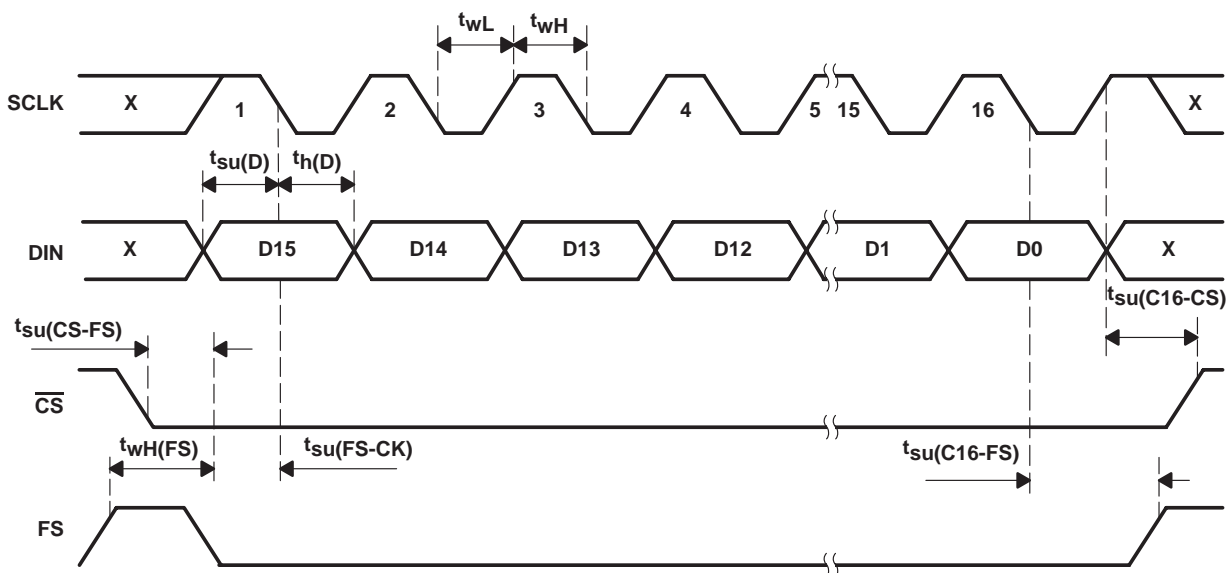 twL twH
SCLK X 1 2 3 4 5 15 16 X
tsu(D) th(D)
DIN X D15 D14 D13 D12 D1 D0 X
tsu(C16-CS)
tsu(CS-FS)
CS
twH(FS) tsu(FS-CK) tsu(C16-FS)
FS